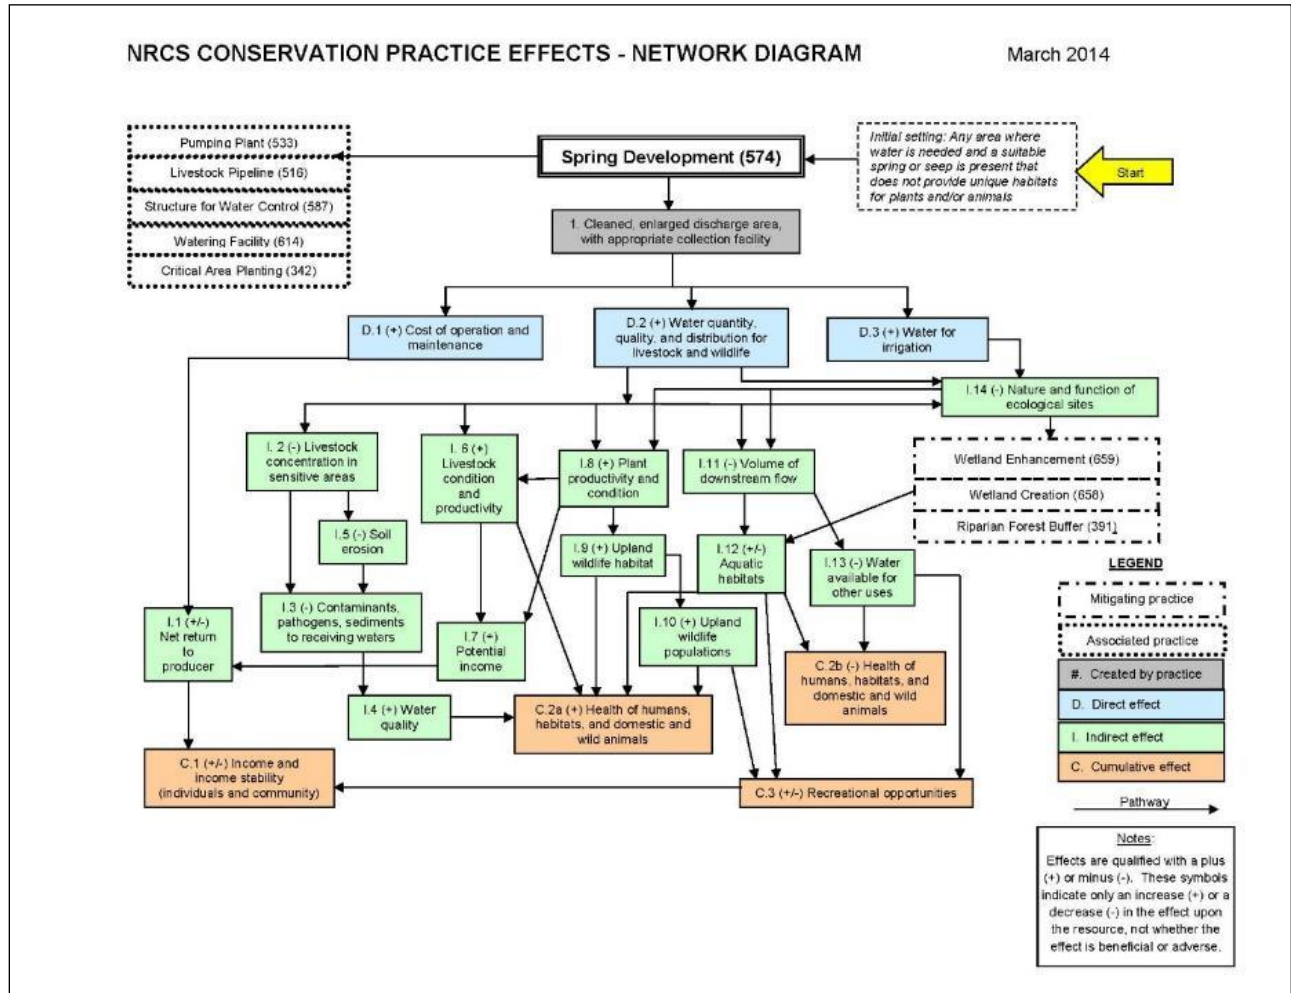 NRCS CONSERVATION PRACTICE EFFECTS - NETWORK DIAGRAM
March 2014
Pumping Plant (533)
Livestock Pipeline (516)
Structure for Water Control (587)
Watering Facility (614)
Critical Area Planting (342)
Spring Development (574)
Initial setting: Any area where
water is needed and a suitable
spring or seep is present that
does not provide unique habitats
for plants and/or animals
Start
1. Cleaned, enlarged discharge area,
with appropriate collection facility
D.1 (+) Cost of operation and
maintenance
D.2 (+) Water quantity,
quality, and distribution for
livestock and wildlife
D.3 (+) Water for
irrigation
I.14 (-) Nature and function of
ecological sites
I. 2 (-) Livestock
concentration in
sensitive areas
I. 6 (+)
Livestock
condition
and
productivity
I.8 (+) Plant
productivity and
condition
I.11 (-) Volume of
downstream flow
Wetland Enhancement (659)
Wetland Creation (658)
Riparian Forest Buffer (391)
I.5 (-) Soil
erosion
I.9 (+) Upland
wildlife habitat
I.12 (+/-)
Aquatic
habitats
I.13 (-) Water
available for
other uses
I.1 (+/-)
Net return
to
producer
I.3 (-) Contaminants,
pathogens, sediments
to receiving waters
I.7 (+)
Potential
income
I.10 (+) Upland
wildlife
populations
C.2b (-) Health of
humans, habitats, and
domestic and wild
animals
I.4 (+) Water
quality
C.2a (+) Health of humans,
habitats, and domestic and
wild animals
C.1 (+/-) Income and
income stability
(individuals and community)
C.3 (+/-) Recreational opportunities
LEGEND
Mitigating practice
Associated practice
#. Created by practice
D. Direct effect
I. Indirect effect
C. Cumulative effect
Pathway
Notes:
Effects are qualified with a plus
(+) or minus (-). These symbols
indicate only an increase (+) or a
decrease (-) in the effect upon
the resource, not whether the
effect is beneficial or adverse.